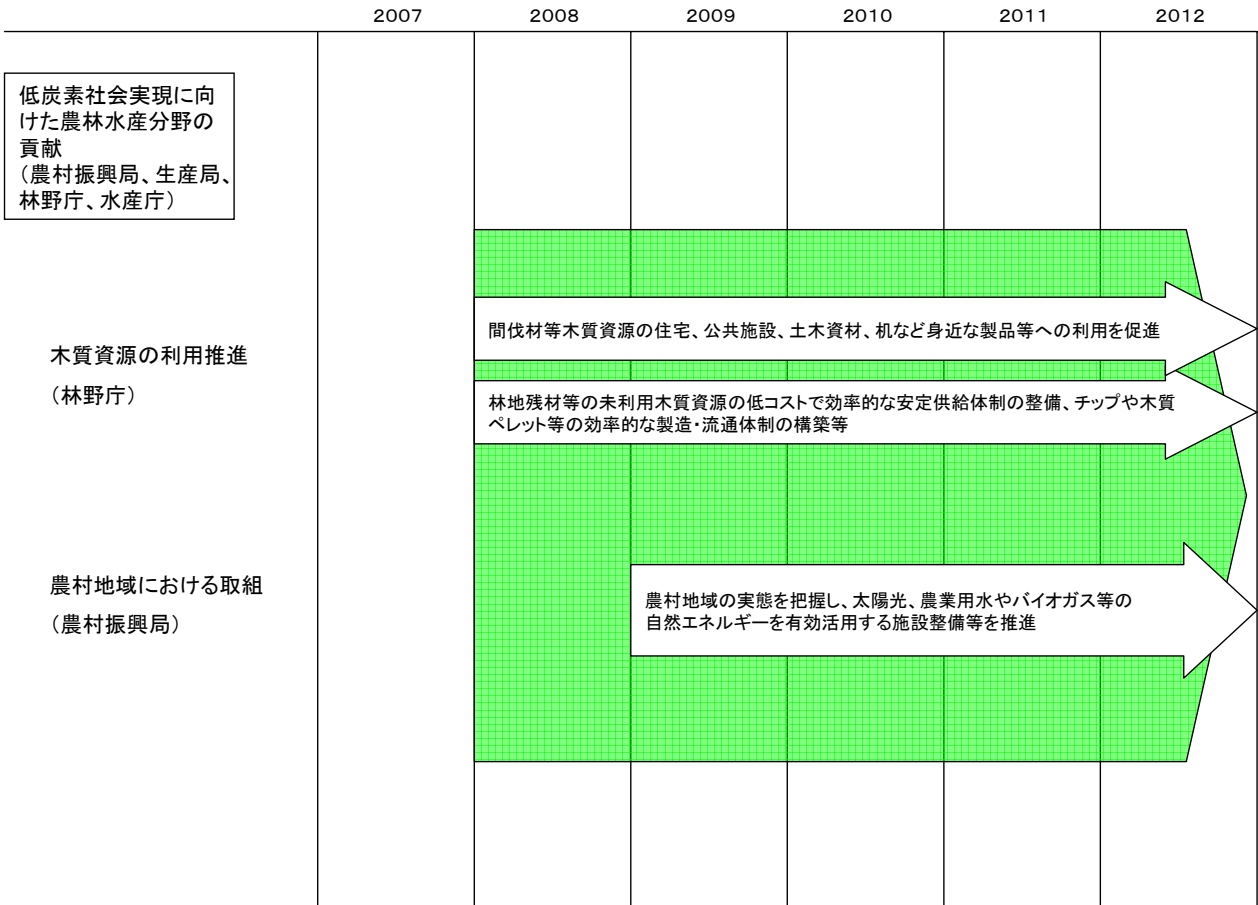 2007 2008 2009 2010 2011 2012
低炭素社会実現に向
けた農林水産分野の
貢献
（農村振興局、生産局、
林野庁、水産庁）
間伐材等木質資源の住宅、公共施設、土木資材、机など身近な製品等への利用を促進
木質資源の利用推進
（林野庁）
林地残材等の未利用木質資源の低コストで効率的な安定供給体制の整備、チップや木質
ペレット等の効率的な製造・流通体制の構築等
農村地域における取組
（農村振興局）
農村地域の実態を把握し、太陽光、農業用水やバイオガス等の
自然エネルギーを有効活用する施設整備等を推進